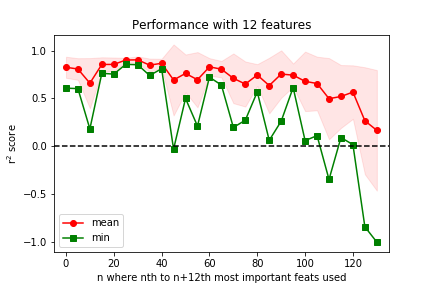 Performance with 12 features
1.0
0.5
0.0
−0.5
−1.0
r² score
mean
min
0 20 40 60 80 100 120
n where nth to n+12th most important feats used